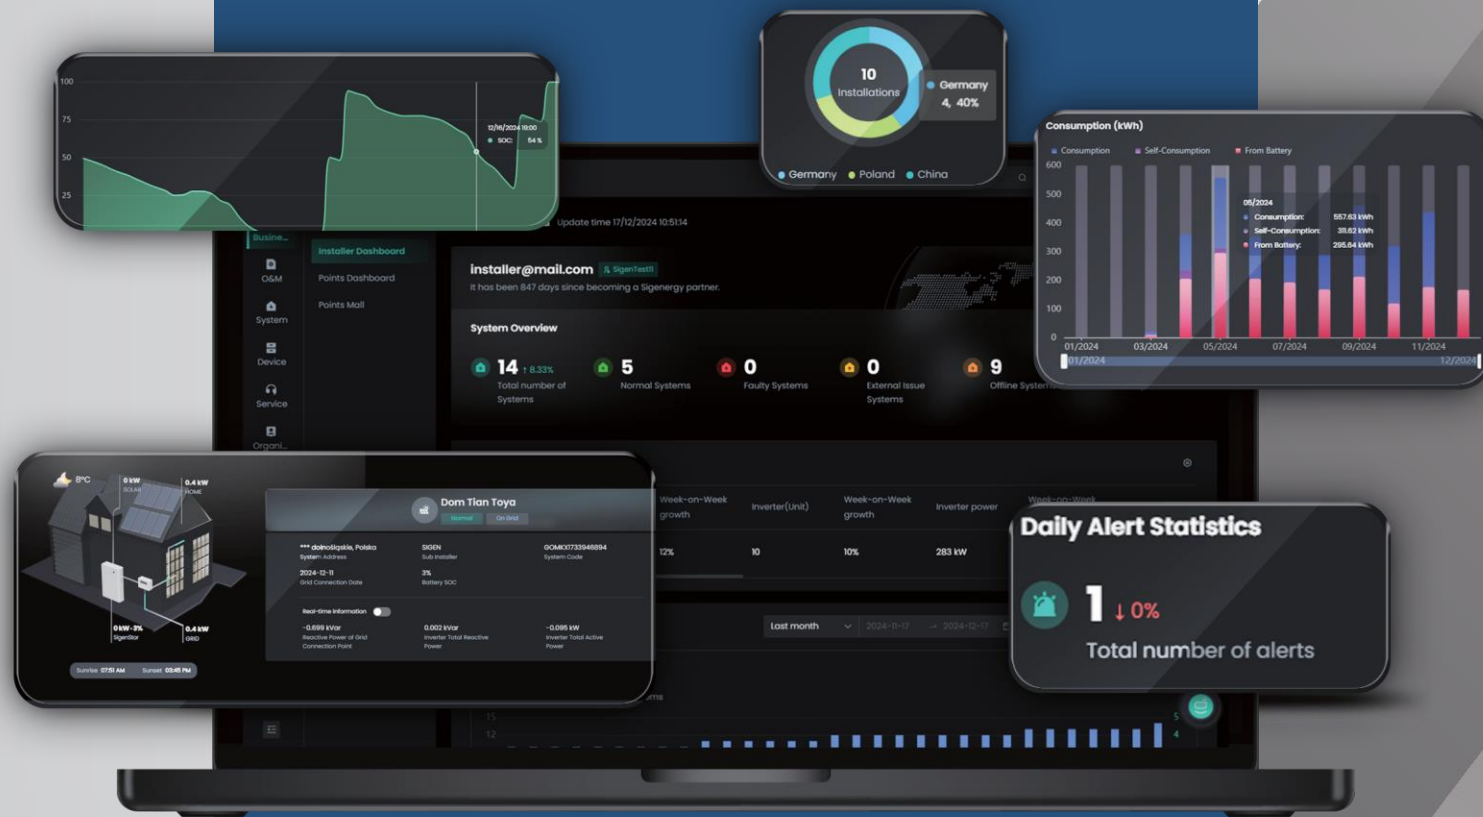 100
75
50
25
12/16/2024 19:00
SOC: 54 %
10
Installations
Germany
4, 40%
Germany Poland China
Consumption (kWh)
Consumption Self-Consumption From Battery
600
500
400
300
200
100
0
05/2024
Consumption: 557.63 kWh
Self-Consumption: 311.62 kWh
From Battery: 295.64 kWh
01/2024 03/2024 05/2024 07/2024 09/2024 11/2024
01/2024 12/2024
Update time 17/12/2024 10:51:14
Busine...
O&M
System
Device
Service
Organi...
Installer Dashboard
Points Dashboard
Points Mall
installer@mail.com SigenTest11
It has been 847 days since becoming a Sigenergy partner.
System Overview
14 ↑ 8.33%
Total number of
Systems
5
Normal Systems
0
Faulty Systems
0
External Issue
Systems
9
Offline Systems
Week-on-Week
growth
Inverter(Unit)
Week-on-Week
growth
Inverter power
Week-on-Week
12% 10 10% 283 kW
Last month 2024-11-17 → 2024-12-17
15
12
5
4
8°C
0 kW
SOLAR
0.4 kW
HOME
0 kW-3%
SigenStor
0.4 kW
GRID
Sunrise 07:51 AM Sunset 03:45 PM
Dom Tian Toya
Normal On Grid
*** dolnośląskie, Polska
System Address
SIGEN
Sub Installer
GOMIX1733946894
System Code
2024-12-11
Grid Connection Date
3%
Battery SOC
Real-time Information
-0.699 kVar
Reactive Power of Grid
Connection Point
0.002 kVar
Inverter Total Reactive
Power
-0.095 kW
Inverter Total Active
Power
Daily Alert Statistics
1 ↓ 0%
Total number of alerts